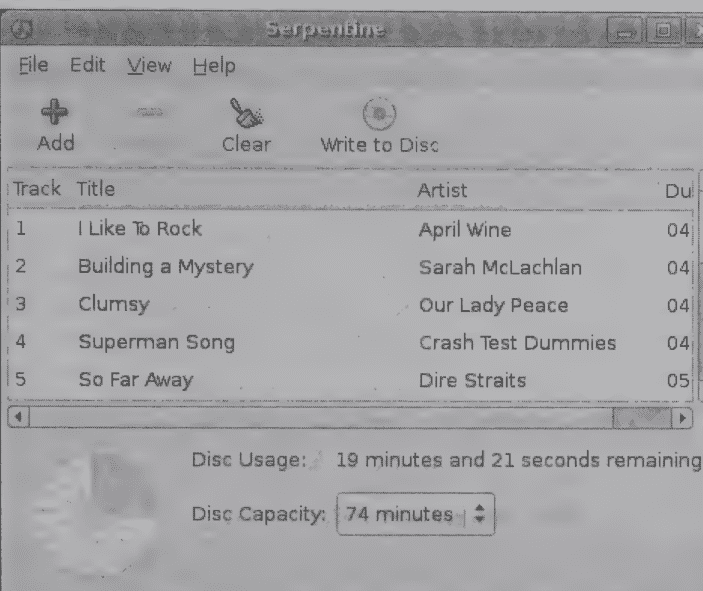 Serpentine
File Edit View Help
Add Clear Write to Disc
Track Title Artist Du
1 I Like To Rock April Wine 04
2 Building a Mystery Sarah McLachlan 04
3 Clumsy Our Lady Peace 04
4 Superman Song Crash Test Dummies 04
5 So Far Away Dire Straits 05
Disc Usage: 19 minutes and 21 seconds remaining
Disc Capacity: 74 minutes